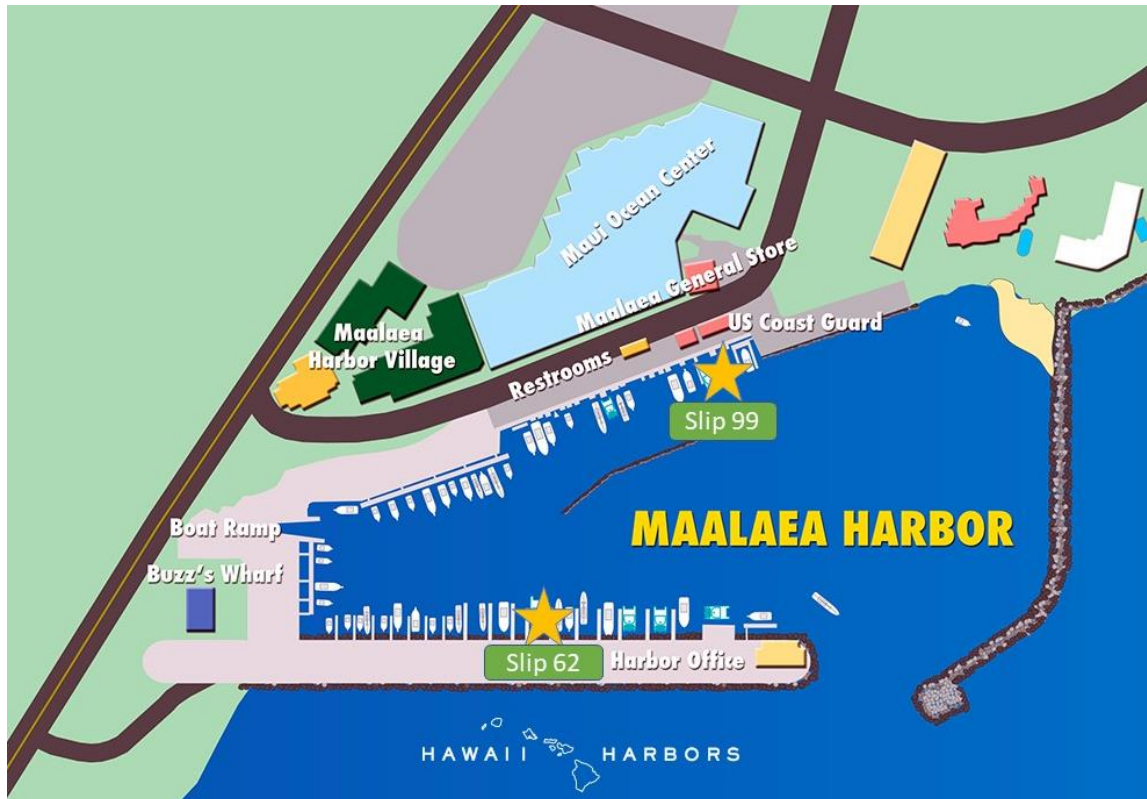 Maui Ocean Center
Maalaea General Store
US Coast Guard
Maalaea
Harbor Village
Restrooms
Slip 99
Boat Ramp
MAALAEA HARBOR
Buzz's Wharf
Slip 62
Harbor Office
HAWAII HARBORS